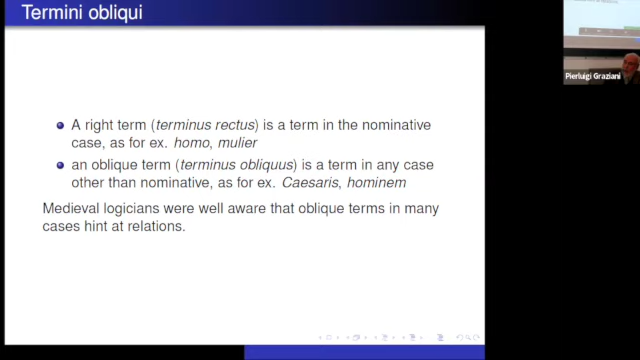 Termini obliqui
Pierluigi Graziani
A right term (terminus rectus) is a term in the nominative
case, as for ex. homo, mulier
an oblique term (terminus obliquus) is a term in any case
other than nominative, as for ex. Caesaris, hominem
Medieval logicians were well aware that oblique terms in many
cases hint at relations.